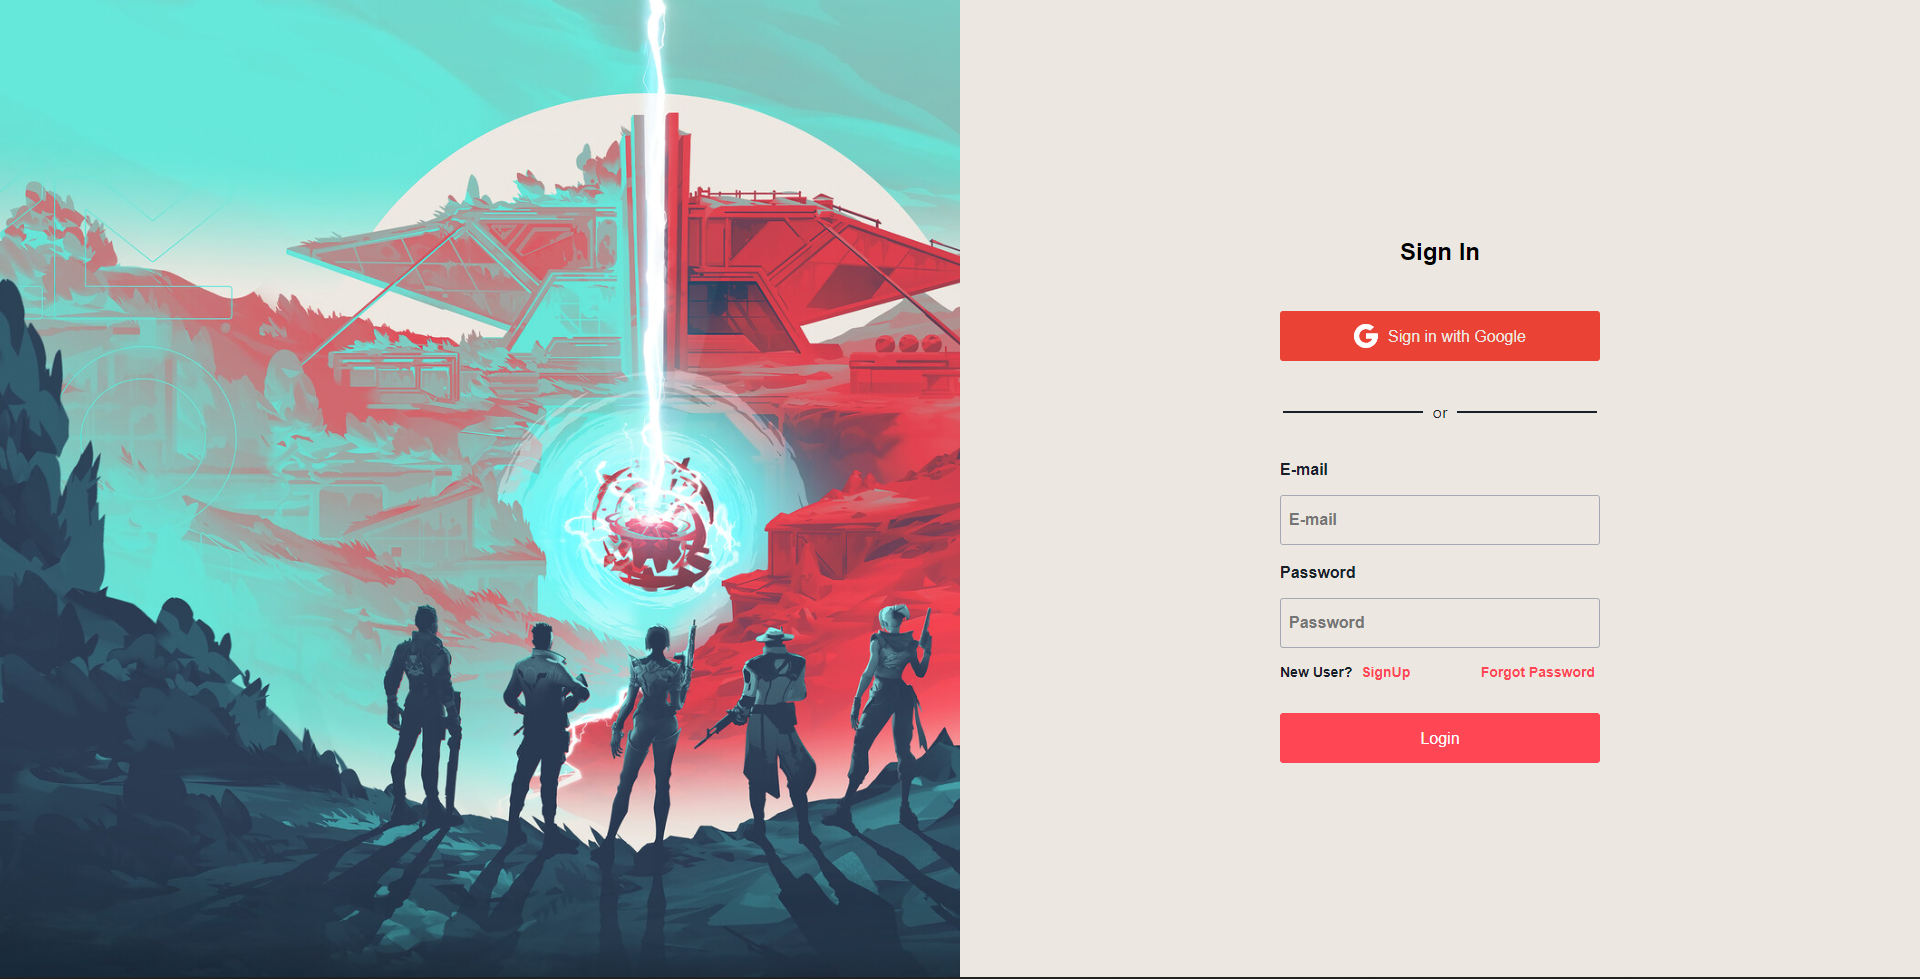 Sign In
Sign in with Google
or
E-mail
E-mail
Password
Password
New User? SignUp Forgot Password
Login